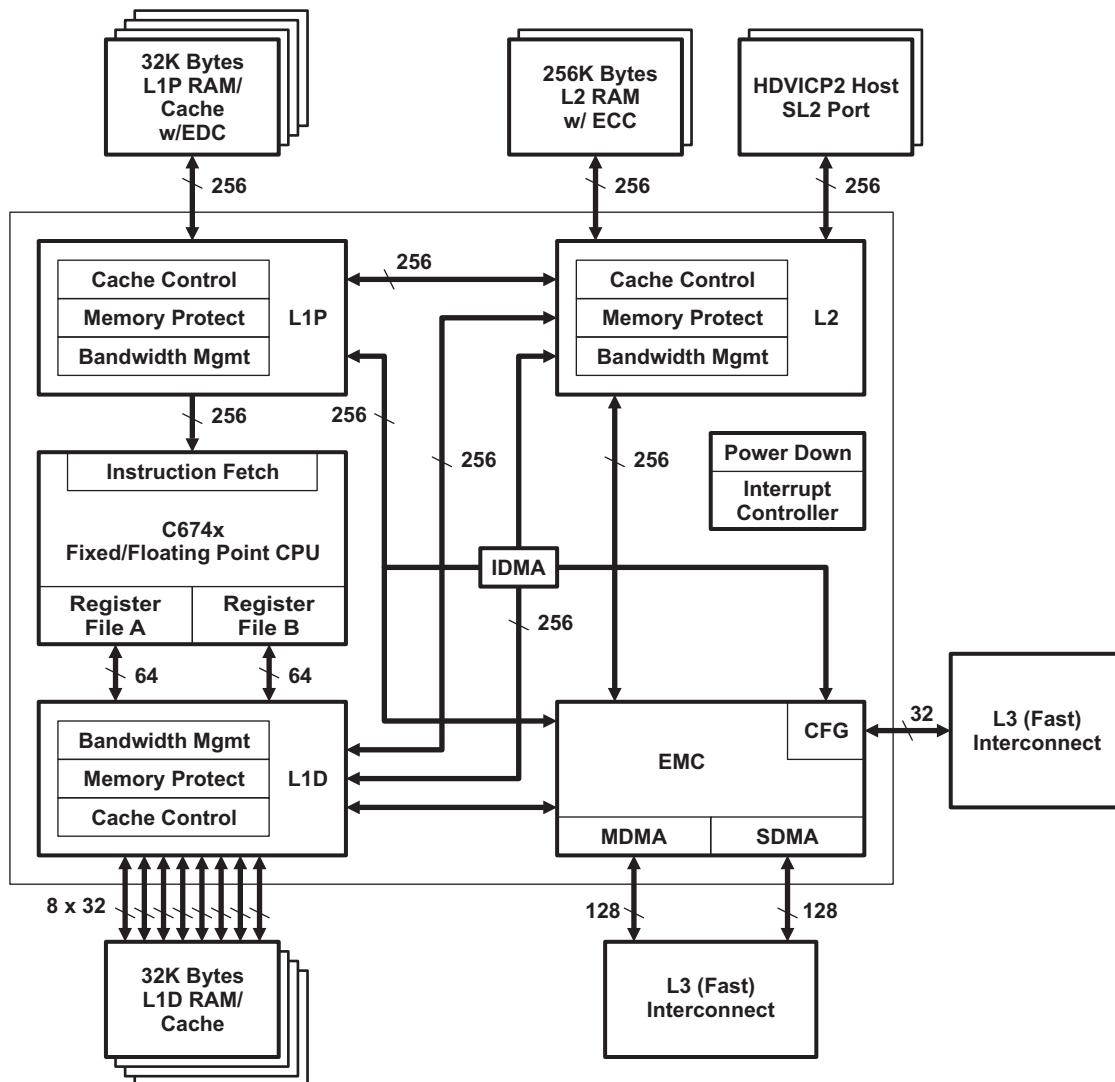 32K Bytes
L1P RAM/
Cache
w/EDC
256K Bytes
L2 RAM
w/ ECC
HDVICP2 Host
SL2 Port
256
256
256
Cache Control
Memory Protect
Bandwidth Mgmt
L1P
256
Cache Control
Memory Protect
Bandwidth Mgmt
L2
256
256
256
256
Instruction Fetch
C674x
Fixed/Floating Point CPU
Register
File A
Register
File B
Power Down
Interrupt
Controller
IDMA
256
64
64
Bandwidth Mgmt
Memory Protect
Cache Control
L1D
EMC
CFG
MDMA
SDMA
32
L3 (Fast)
Interconnect
8 x 32
128
128
32K Bytes
L1D RAM/
Cache
L3 (Fast)
Interconnect